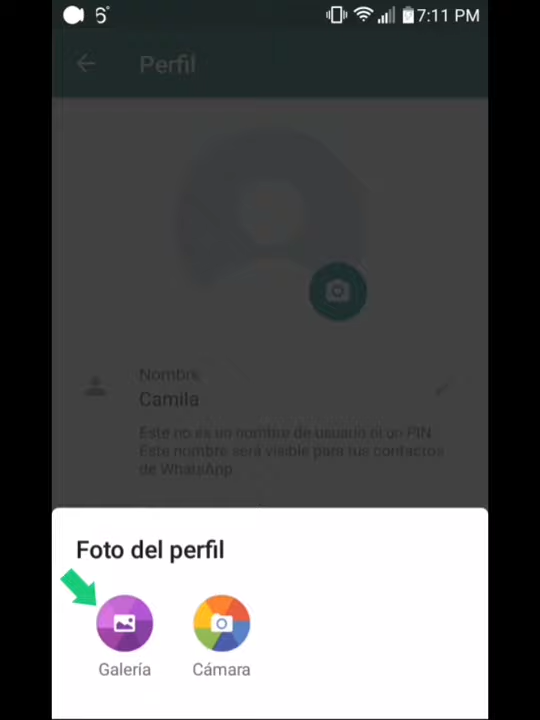 6°
7:11 PM
Perfil
Nombre
Camila
Este no es un nombre de usuario ni un PIN.
Este nombre será visible para tus contactos
de WhatsApp.
Foto del perfil
Galería
Cámara